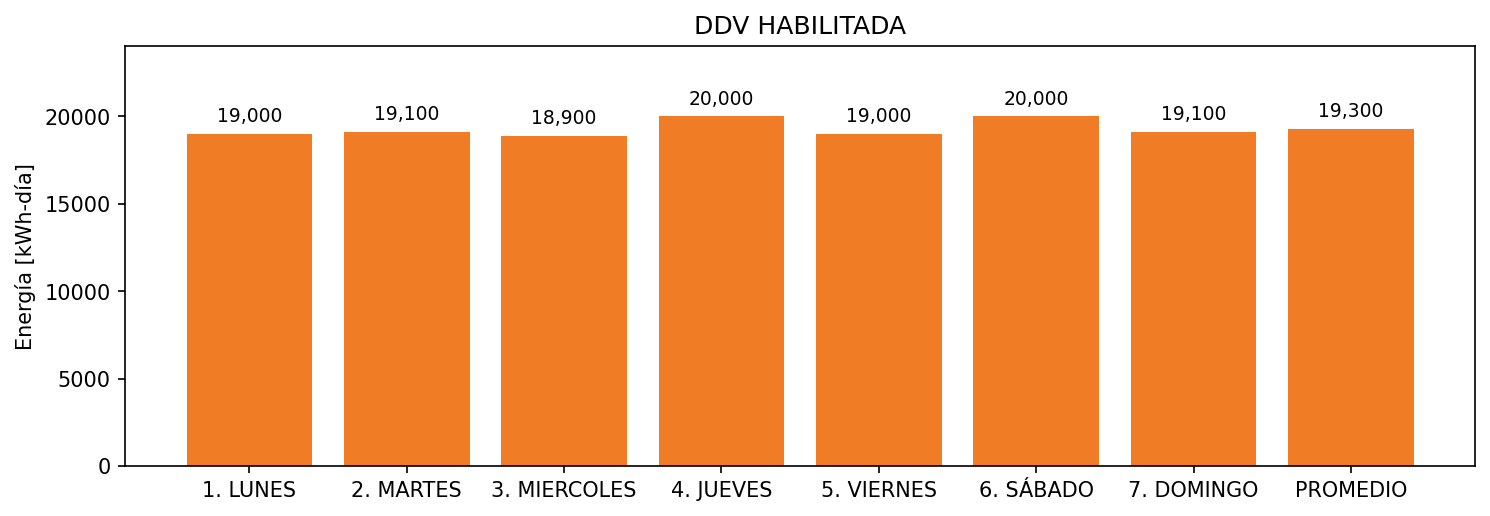 DDV HABILITADA
Energía [kWh-día]
20000
15000
10000
5000
0
19,000
19,100
18,900
20,000
19,000
20,000
19,100
19,300
1. LUNES
2. MARTES
3. MIERCOLES
4. JUEVES
5. VIERNES
6. SÁBADO
7. DOMINGO
PROMEDIO